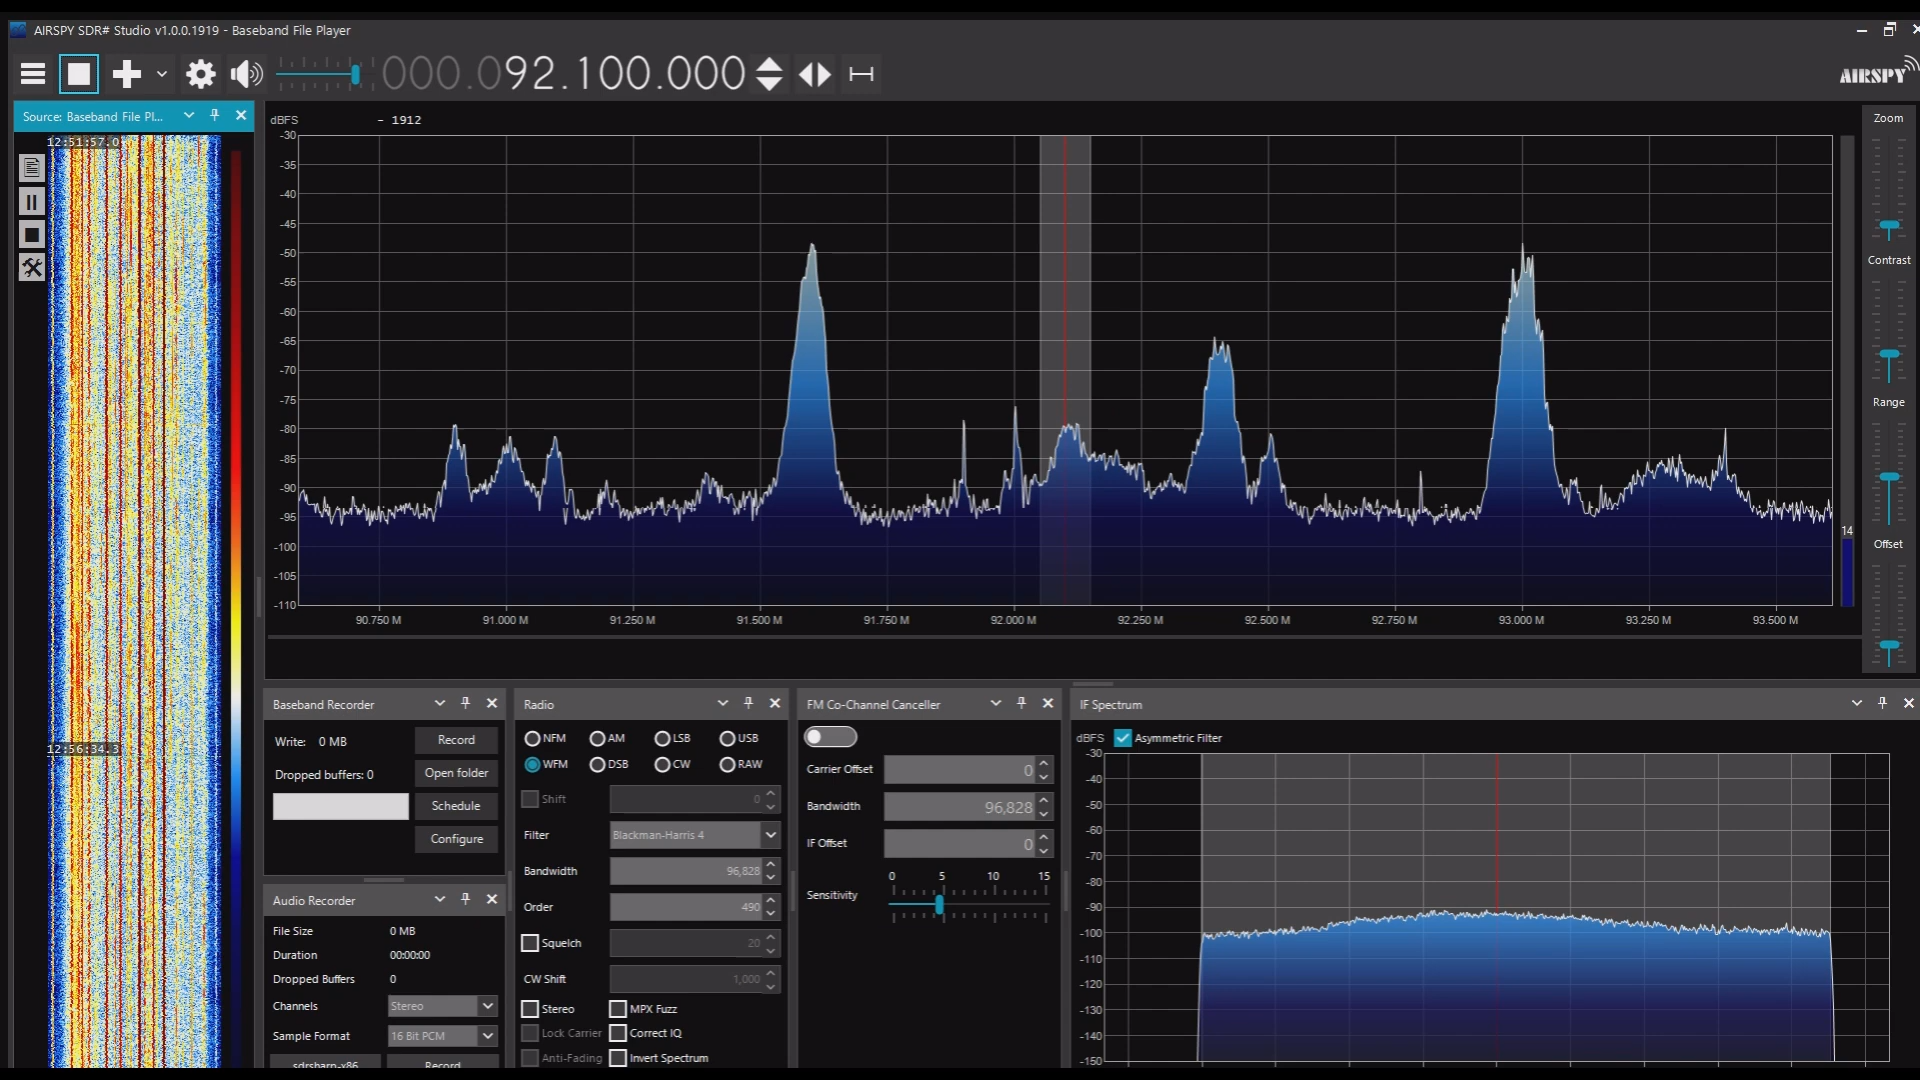 AIRSPY SDR# Studio v1.0.0.1919 - Baseband File Player
000.092.100.000
AIRSPY
Source: Baseband File Pl...
12:51:57.0
12:56:34.3
dBFS
- 1912
-30
-35
-40
-45
-50
-55
-60
-65
-70
-75
-80
-85
-90
-95
-100
-105
-110
90.750 M 91.000 M 91.250 M 91.500 M 91.750 M 92.000 M 92.250 M 92.500 M 92.750 M 93.000 M 93.250 M 93.500 M
14
Zoom
Contrast
Range
Offset
Baseband Recorder
Write: 0 MB
Record
Dropped buffers: 0
Open folder
Schedule
Configure
Audio Recorder
File Size 0 MB
Duration 00:00:00
Dropped Buffers 0
Channels Stereo
Sample Format 16 Bit PCM
sdrsharp-x86 Record
Radio
NFM AM LSB USB
WFM DSB CW RAW
Shift 0
Filter Blackman-Harris 4
Bandwidth 96,828
Order 490
Squelch 20
CW Shift 1,000
Stereo MPX Fuzz
Lock Carrier Correct IQ
Anti-Fading Invert Spectrum
FM Co-Channel Canceller
Carrier Offset 0
Bandwidth 96,828
IF Offset 0
0 5 10 15
Sensitivity
IF Spectrum
dBFS Asymmetric Filter
-30
-40
-50
-60
-70
-80
-90
-100
-110
-120
-130
-140
-150